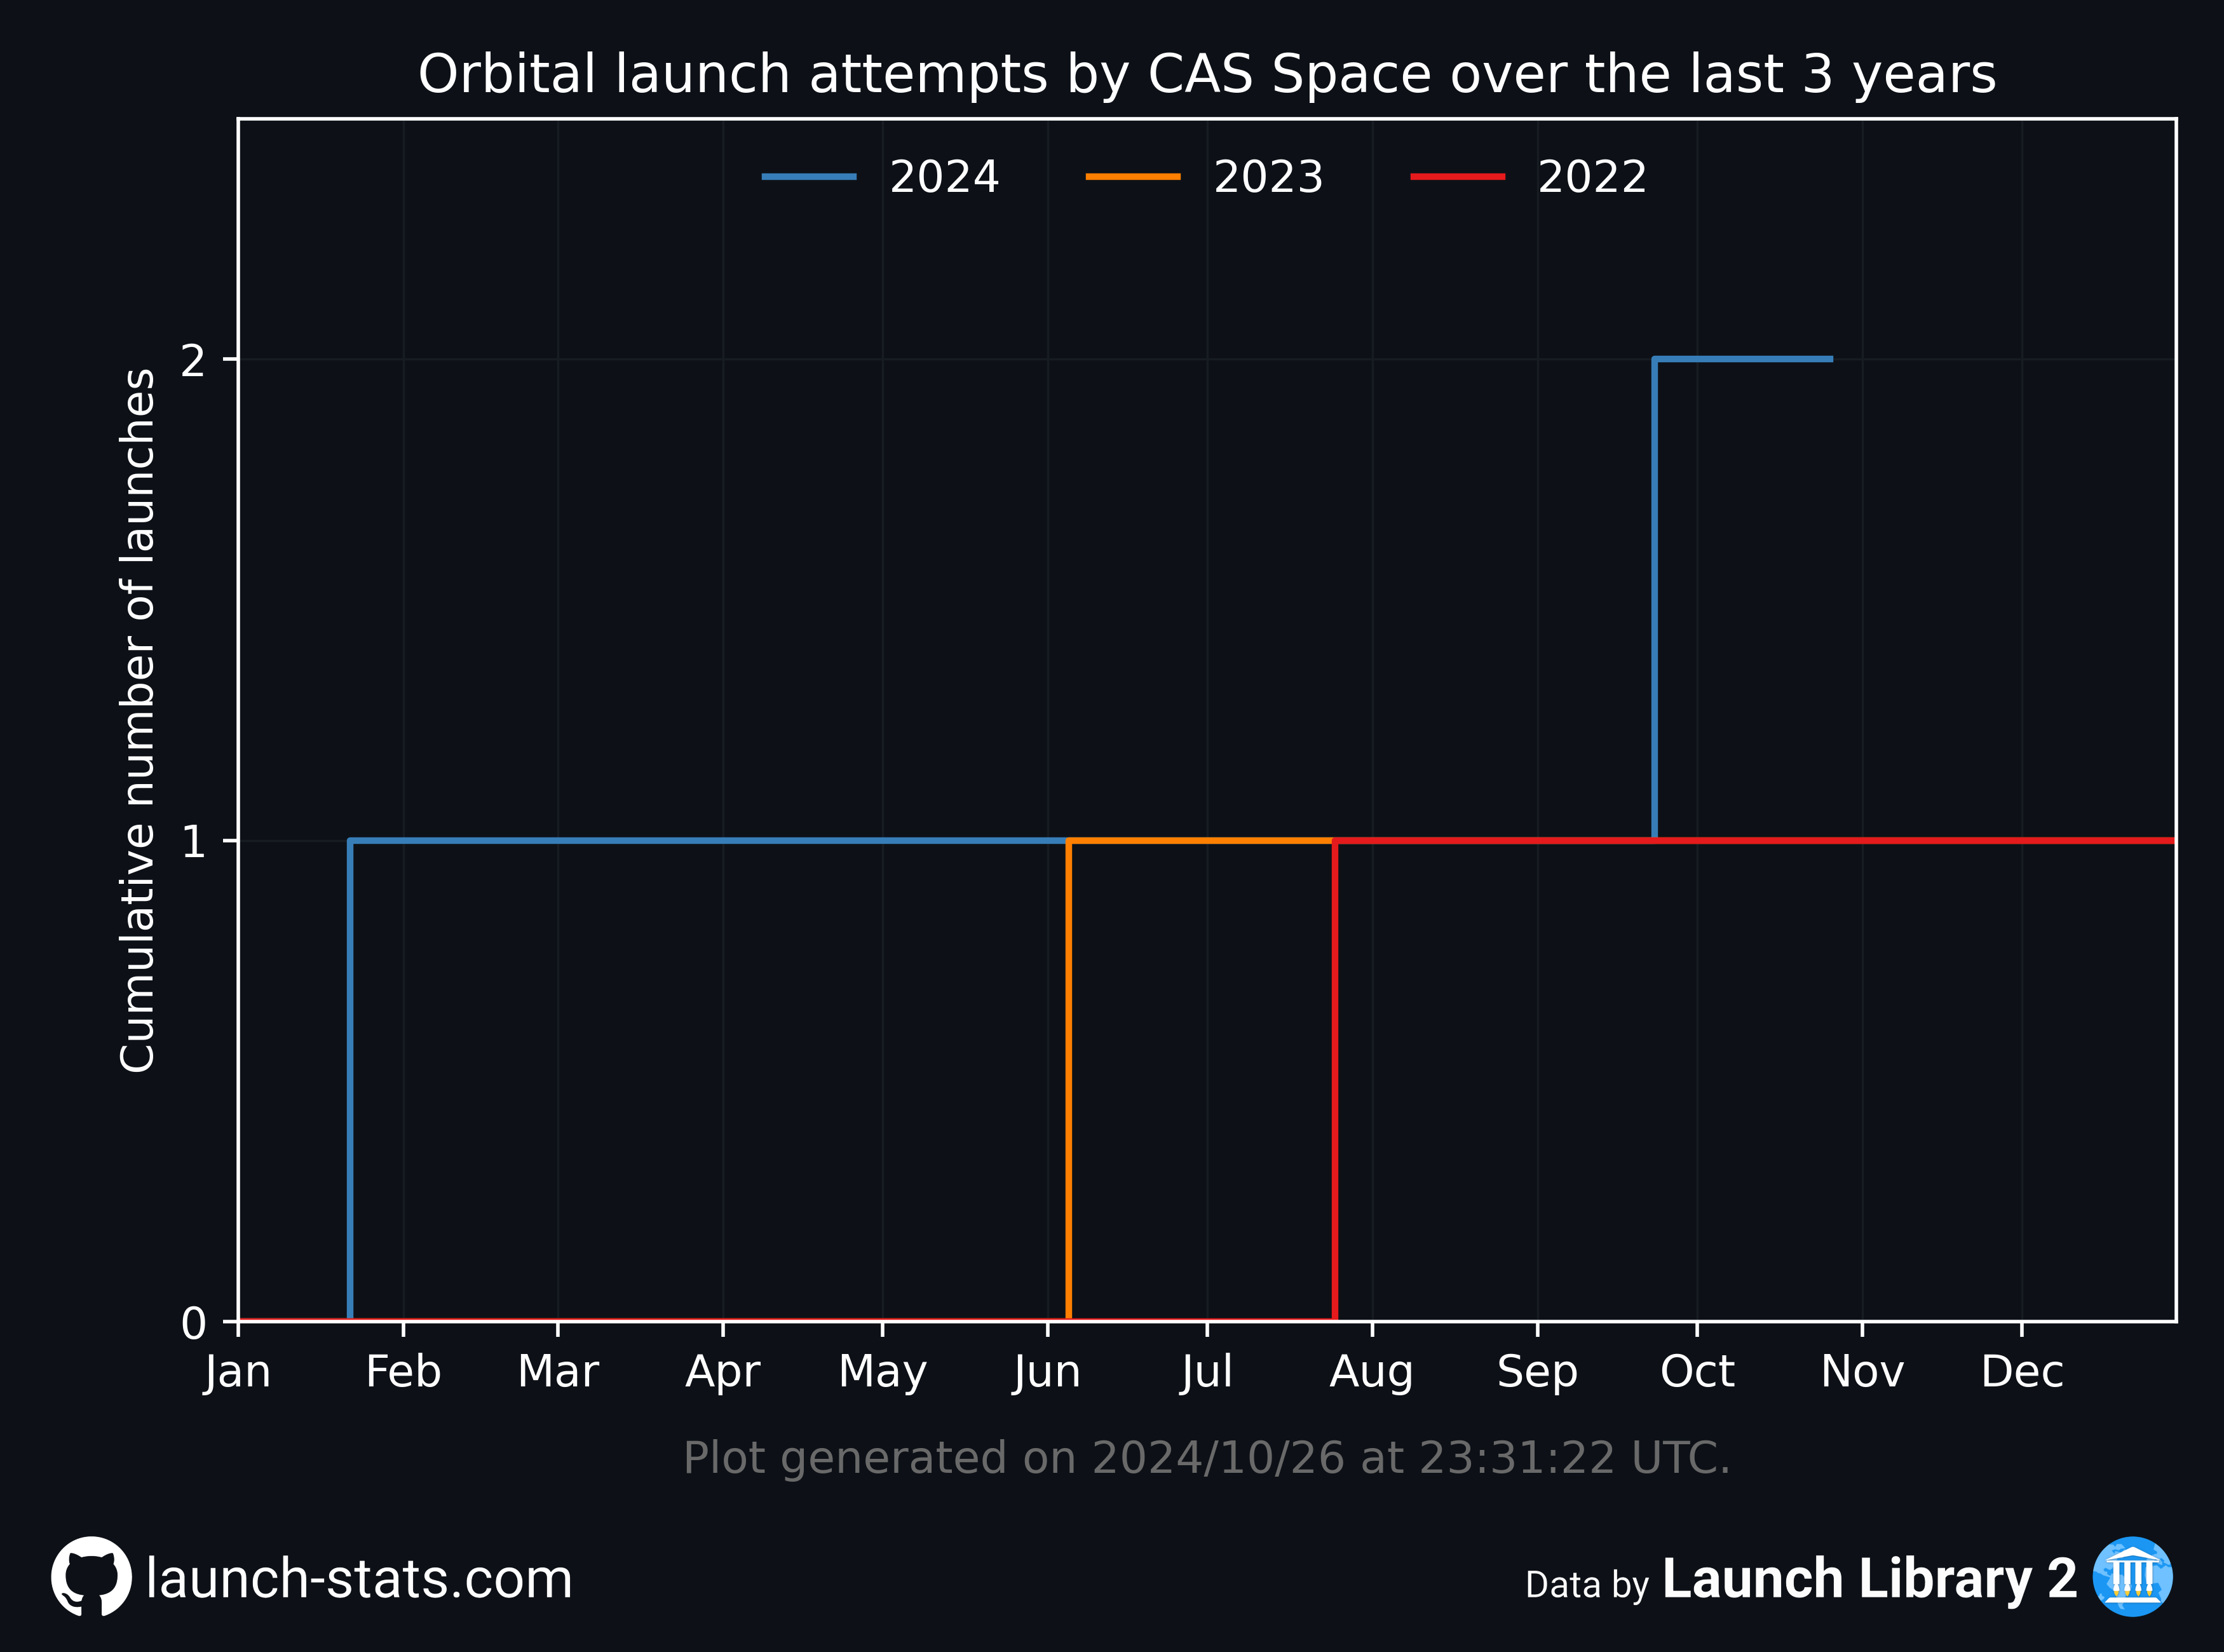 Orbital launch attempts by CAS Space over the last 3 years
2024 2023 2022
Cumulative number of launches
2
1
0
Jan Feb Mar Apr May Jun Jul Aug Sep Oct Nov Dec
Plot generated on 2024/10/26 at 23:31:22 UTC.
launch-stats.com
Data by Launch Library 2